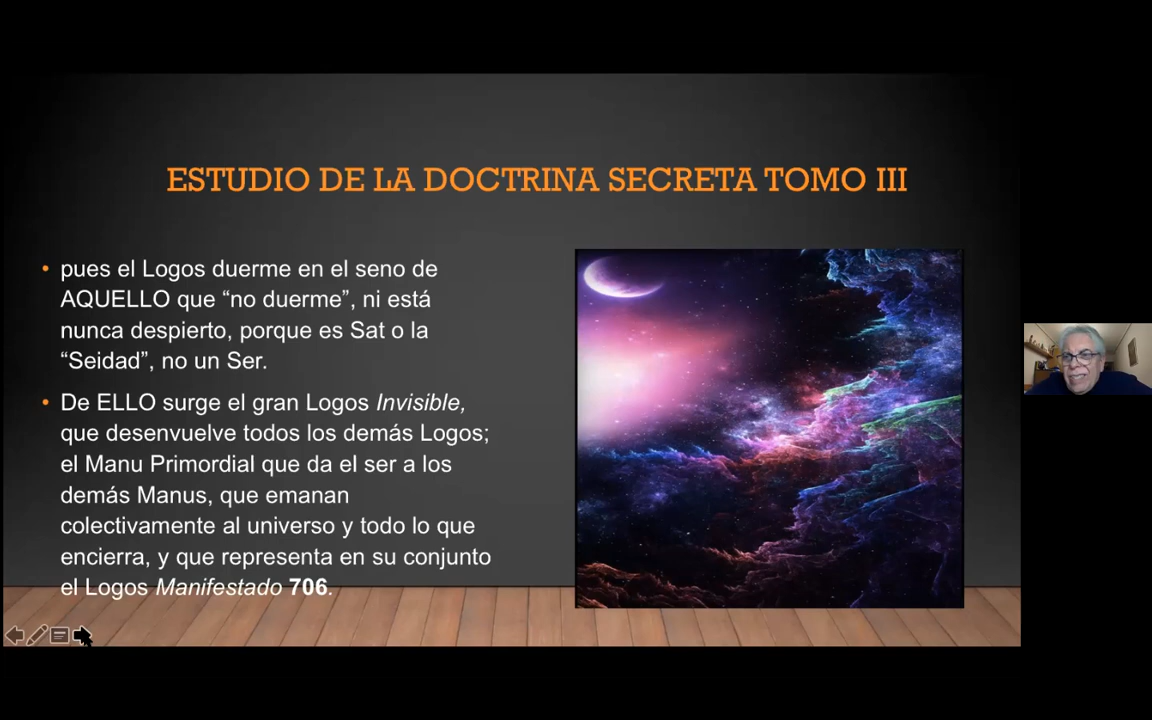 ESTUDIO DE LA DOCTRINA SECRETA TOMO III
• pues el Logos duerme en el seno de
AQUELLO que “no duerme”, ni está
nunca despierto, porque es Sat o la
“Seidad”, no un Ser.
• De ELLO surge el gran Logos Invisible,
que desenvuelve todos los demás Logos;
el Manu Primordial que da el ser a los
demás Manus, que emanan
colectivamente al universo y todo lo que
encierra, y que representa en su conjunto
el Logos Manifestado 706.